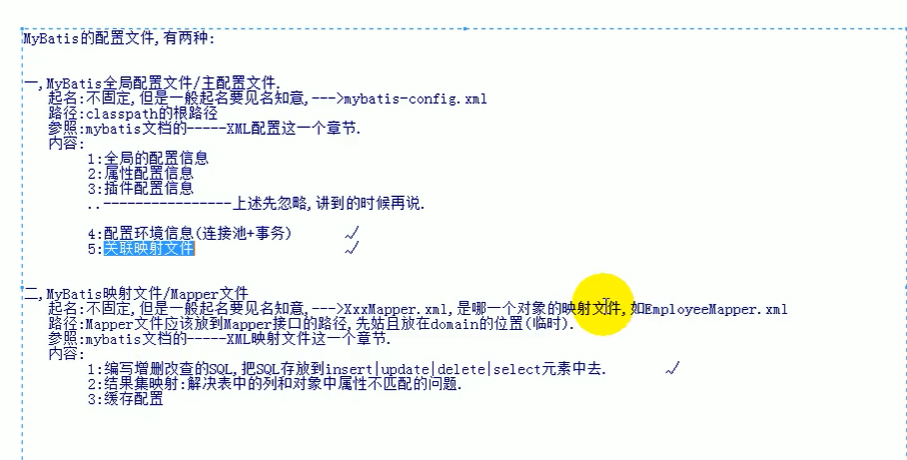 MyBatis的配置文件,有两种:
一,MyBatis全局配置文件/主配置文件.
起名:不固定,但是一般起名要见名知意,--->mybatis-config.xml
路径:classpath的根路径
参照:mybatis文档的-----XML配置这一个章节.
内容:
1:全局的配置信息
2:属性配置信息
3:插件配置信息
..----------------上述先忽略,讲到的时候再说.
4:配置环境信息(连接池+事务) √
5:关联映射文件 √
二,MyBatis映射文件/Mapper文件
起名:不固定,但是一般起名要见名知意,--->XxxMapper.xml,是哪一个对象的映射文件,如EmployeeMapper.xml
路径:Mapper文件应该放到Mapper接口的路径,先姑且放在domain的位置(临时).
参照:mybatis文档的-----XML映射文件这一个章节.
内容:
1:编写增删改查的SQL,把SQL存放到insert|update|delete|select元素中去. √
2:结果集映射:解决表中的列和对象中属性不匹配的问题.
3:缓存配置